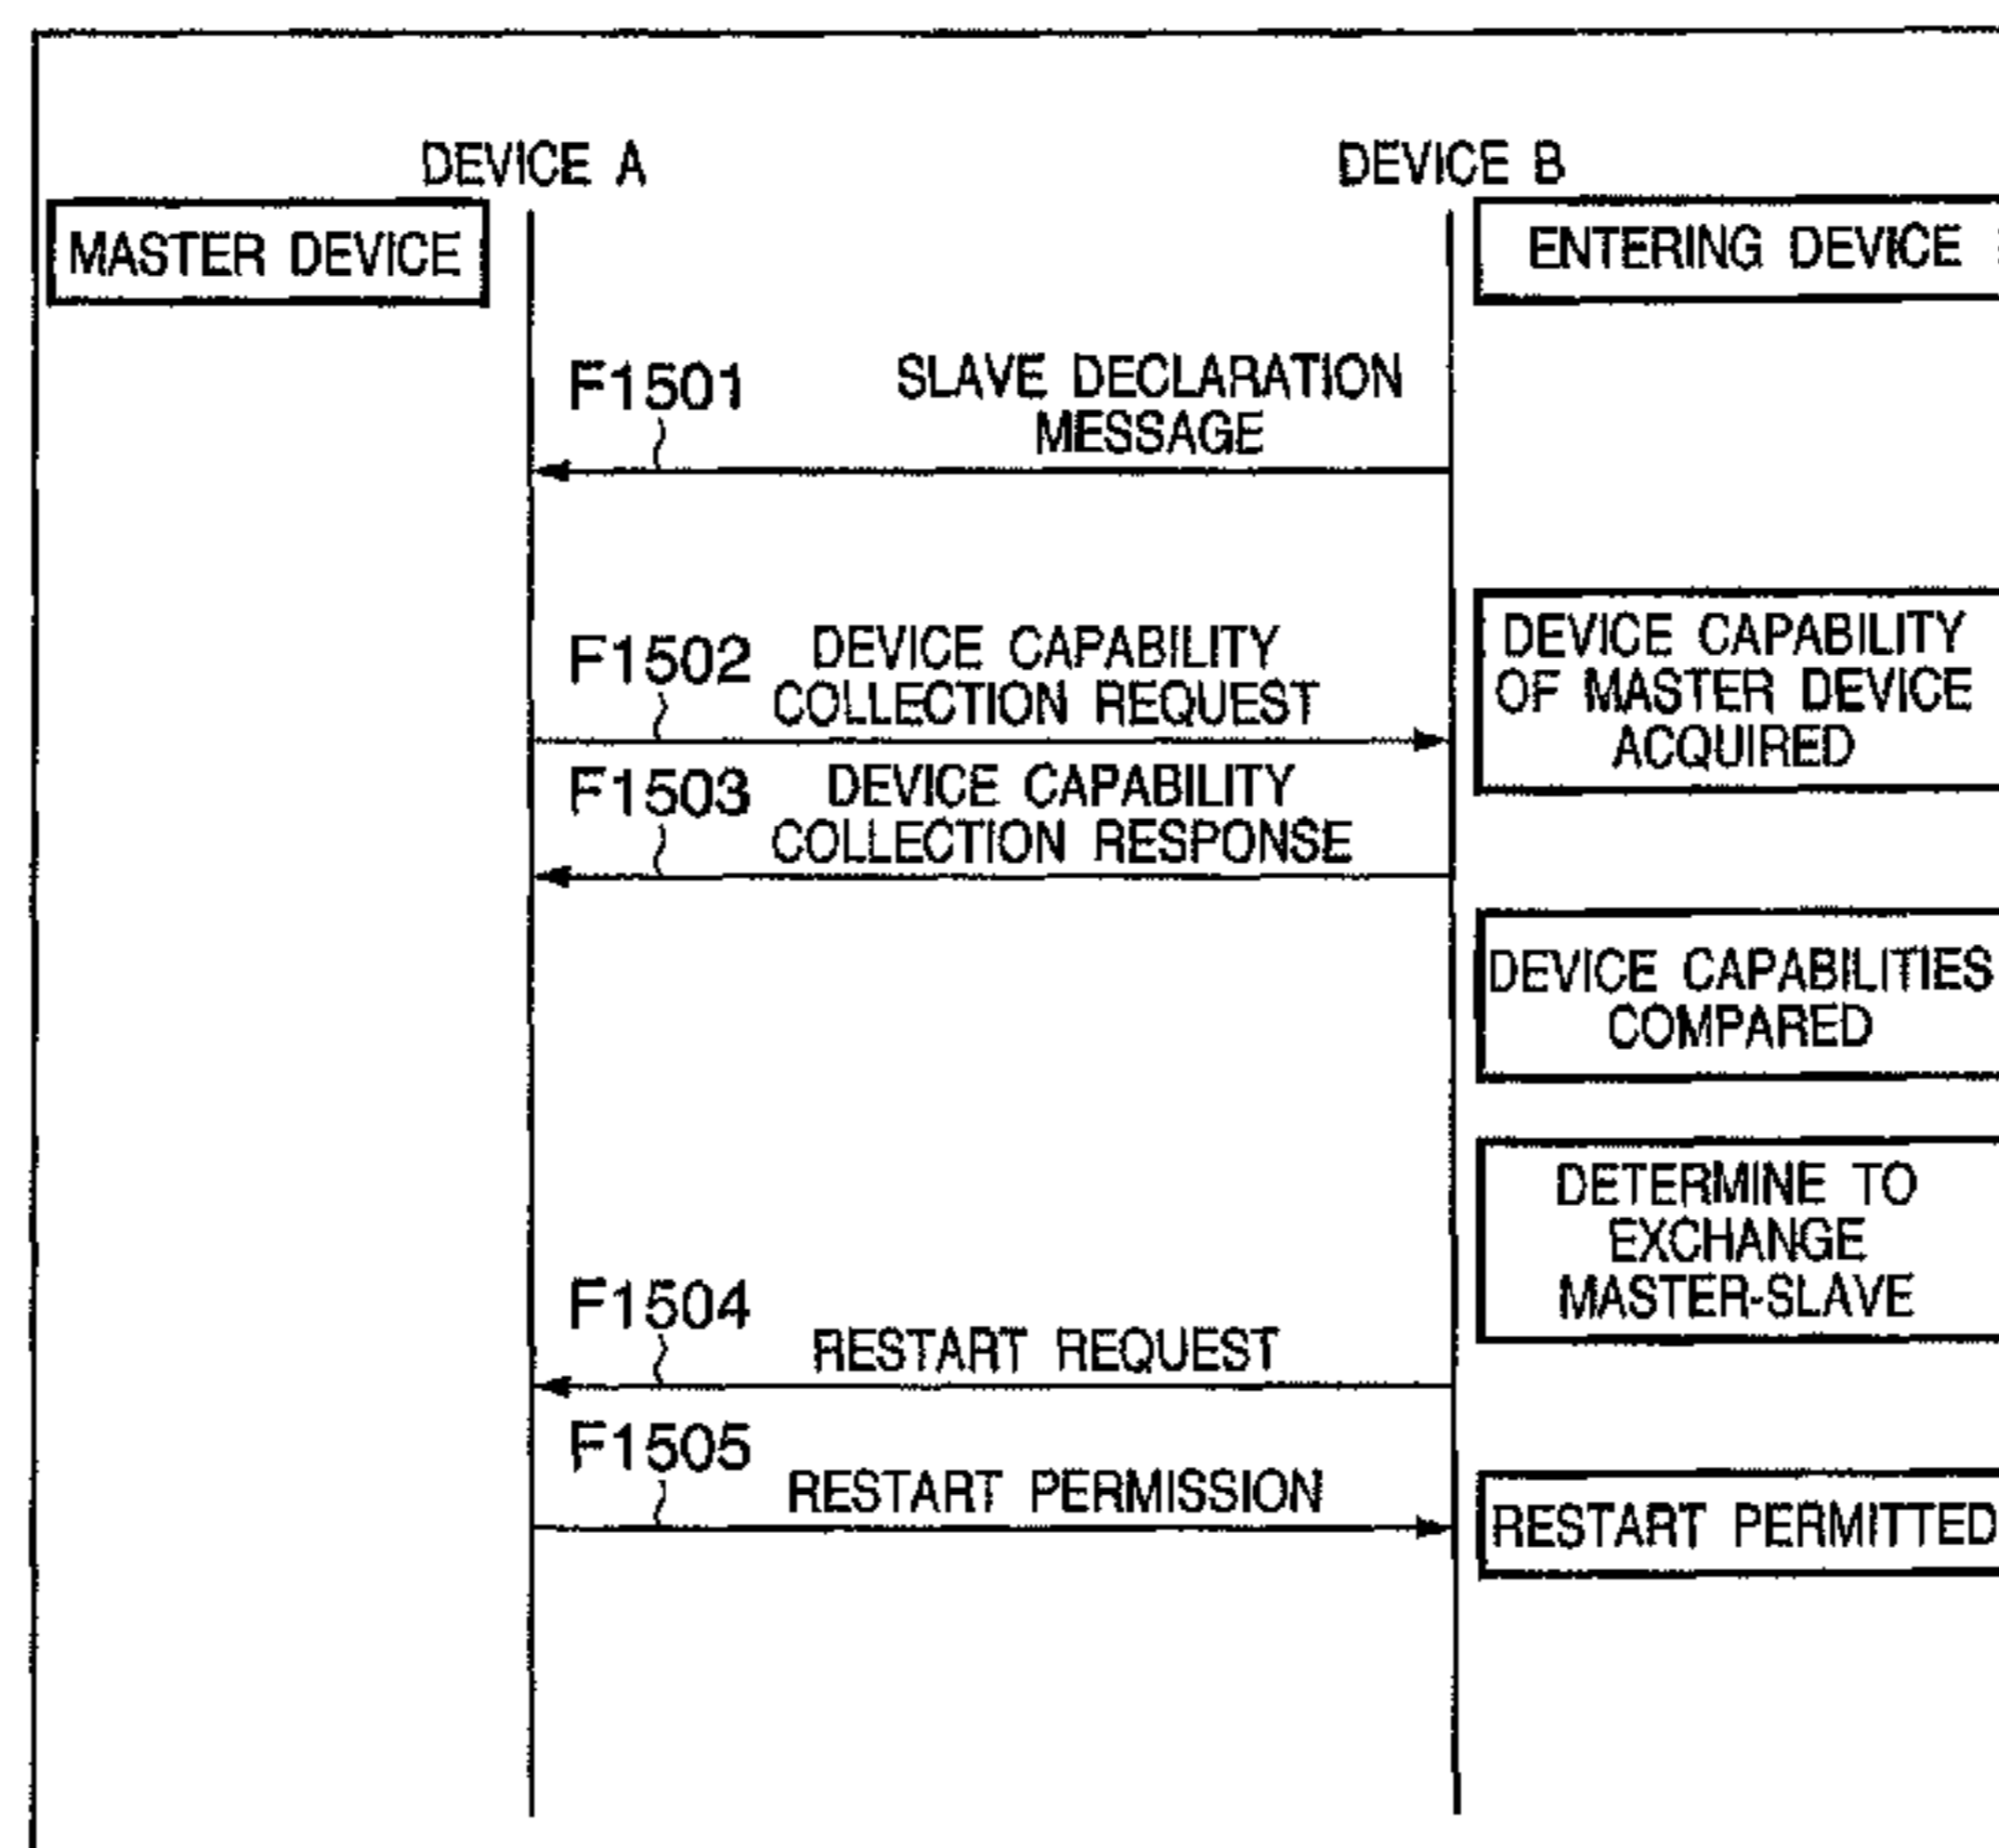 DEVICE A
DEVICE B
MASTER DEVICE
ENTERING DEVICE
F1501
SLAVE DECLARATION
MESSAGE
F1502
DEVICE CAPABILITY
COLLECTION REQUEST
DEVICE CAPABILITY
OF MASTER DEVICE
ACQUIRED
F1503
DEVICE CAPABILITY
COLLECTION RESPONSE
DEVICE CAPABILITIES
COMPARED
DETERMINE TO
EXCHANGE
MASTER-SLAVE
F1504
RESTART REQUEST
F1505
RESTART PERMISSION
RESTART PERMITTED